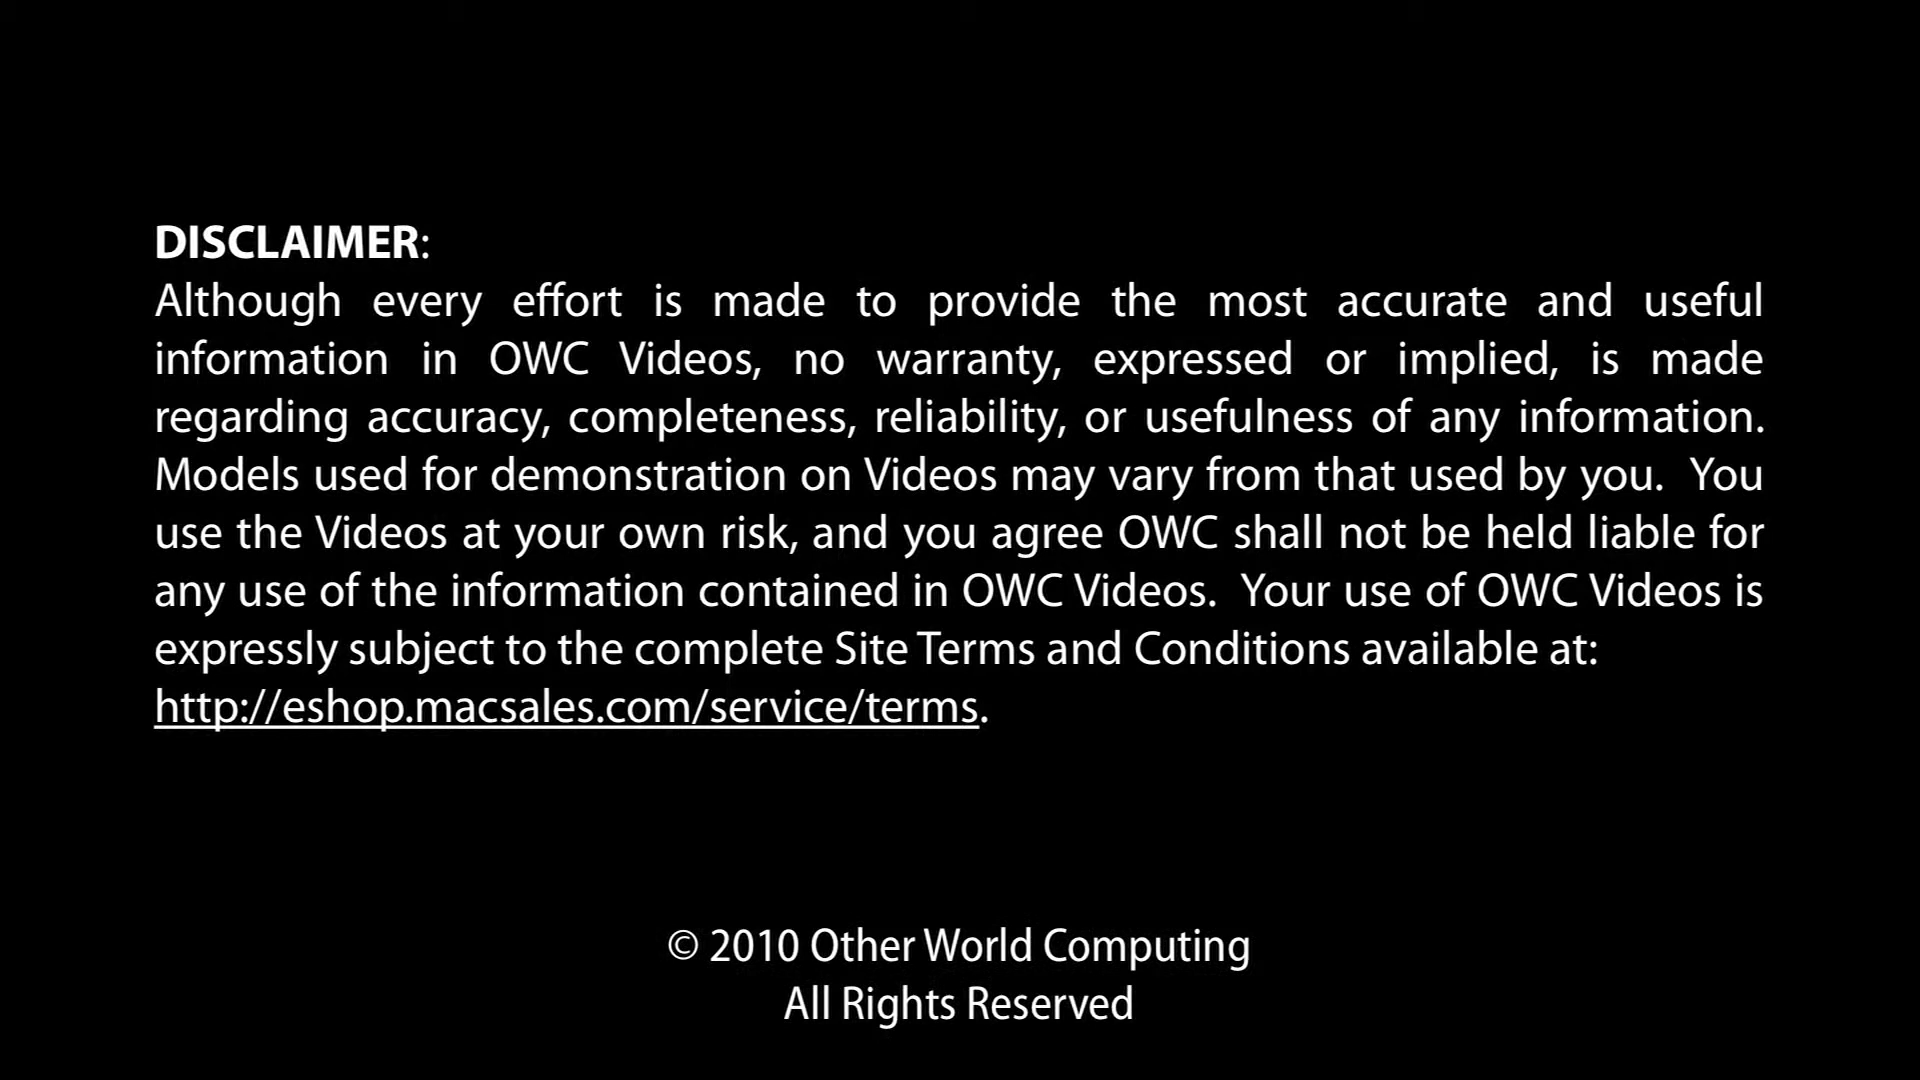 DISCLAIMER:
Although every effort is made to provide the most accurate and useful
information in OWC Videos, no warranty, expressed or implied, is made
regarding accuracy, completeness, reliability, or usefulness of any information.
Models used for demonstration on Videos may vary from that used by you.  You
use the Videos at your own risk, and you agree OWC shall not be held liable for
any use of the information contained in OWC Videos.  Your use of OWC Videos is
expressly subject to the complete Site Terms and Conditions available at:
http://eshop.macsales.com/service/terms.
© 2010 Other World Computing
All Rights Reserved